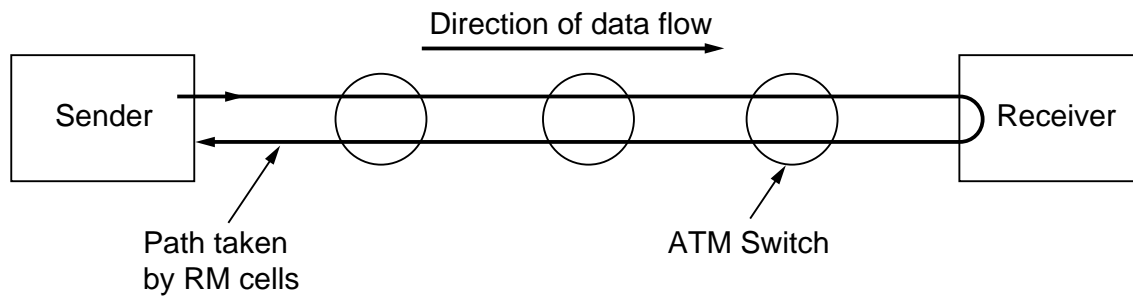 Direction of data flow
Sender
Receiver
Path taken
by RM cells
ATM Switch